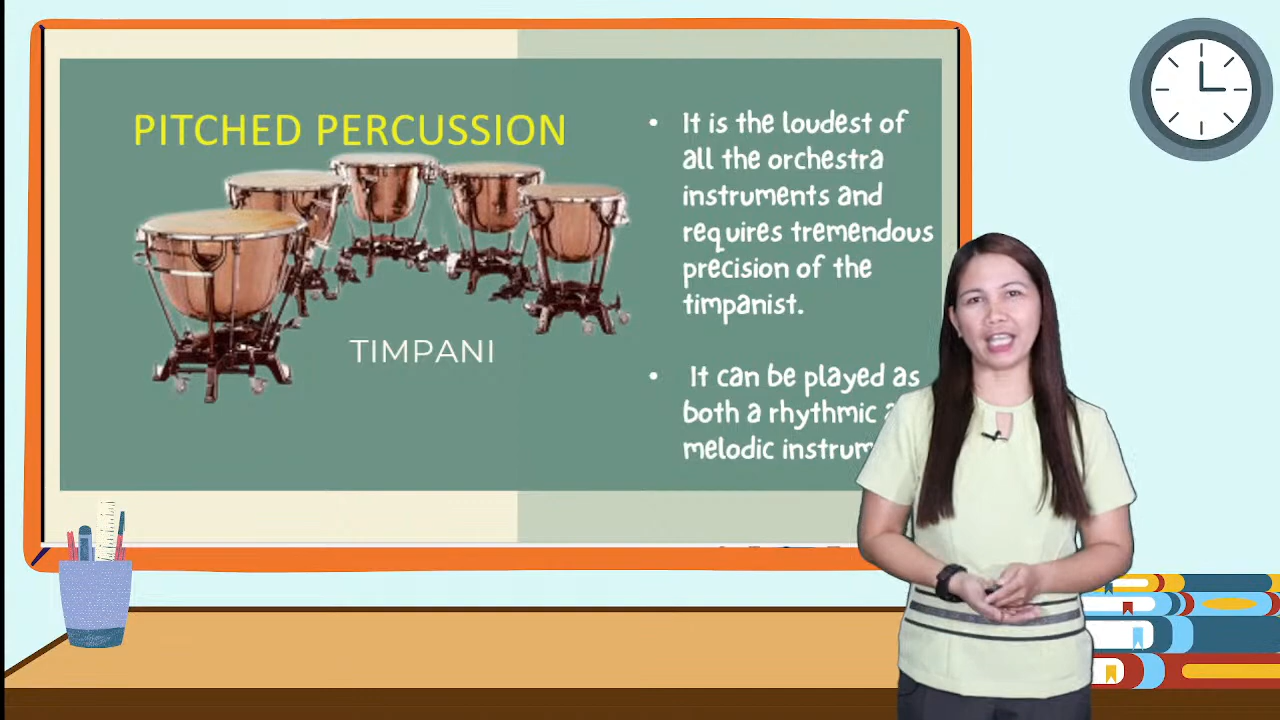 PITCHED PERCUSSION
TIMPANI
• It is the loudest of
all the orchestra
instruments and
requires tremendous
precision of the
timpanist.
• It can be played as
both a rhythmic
melodic